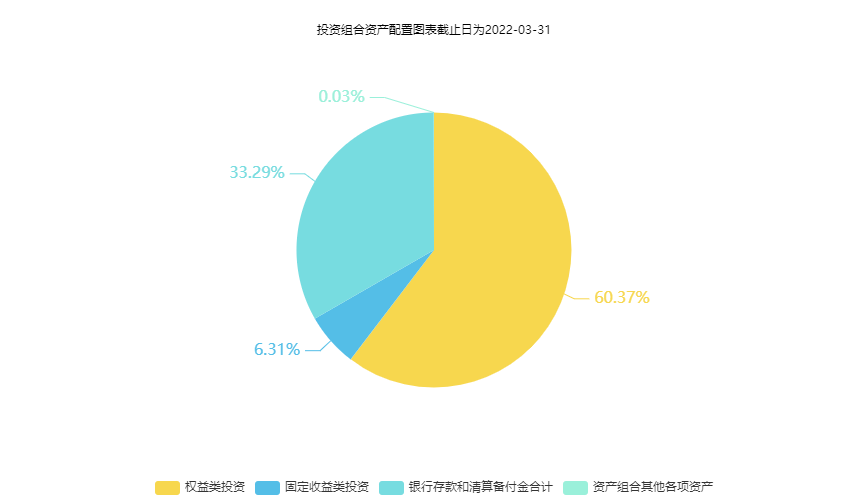 投资组合资产配置图表截止日为2022-03-31
0.03%
33.29%
60.37%
6.31%
权益类投资 固定收益类投资 银行存款和清算备付金合计 资产组合其他各项资产